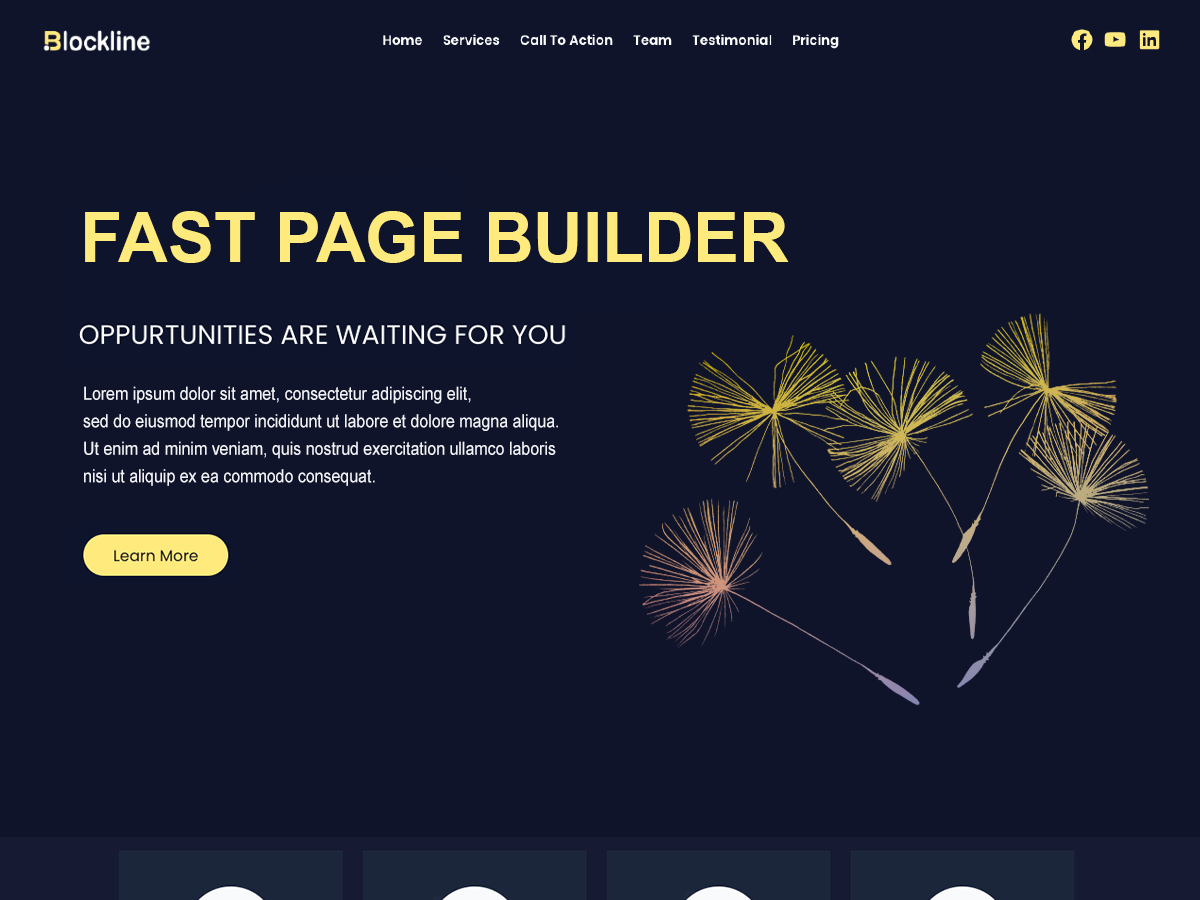 Blockline
Home Services Call To Action Team Testimonial Pricing
FAST PAGE BUILDER
OPPURTUNITIES ARE WAITING FOR YOU
Lorem ipsum dolor sit amet, consectetur adipiscing elit,
sed do eiusmod tempor incididunt ut labore et dolore magna aliqua.
Ut enim ad minim veniam, quis nostrud exercitation ullamco laboris
nisi ut aliquip ex ea commodo consequat.
Learn More